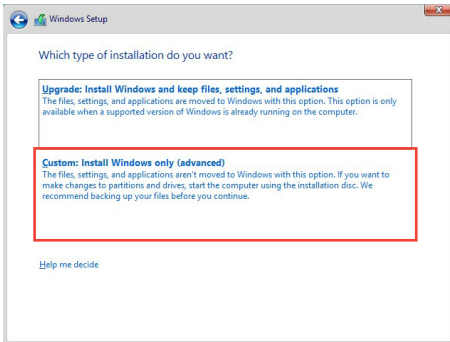 Windows Setup
Which type of installation do you want?
Upgrade: Install Windows and keep files, settings, and applications
The files, settings, and applications are moved to Windows with this option. This option is only
available when a supported version of Windows is already running on the computer.
Custom: Install Windows only (advanced)
The files, settings, and applications aren't moved to Windows with this option. If you want to
make changes to partitions and drives, start the computer using the installation disc. We
recommend backing up your files before you continue.
Help me decide